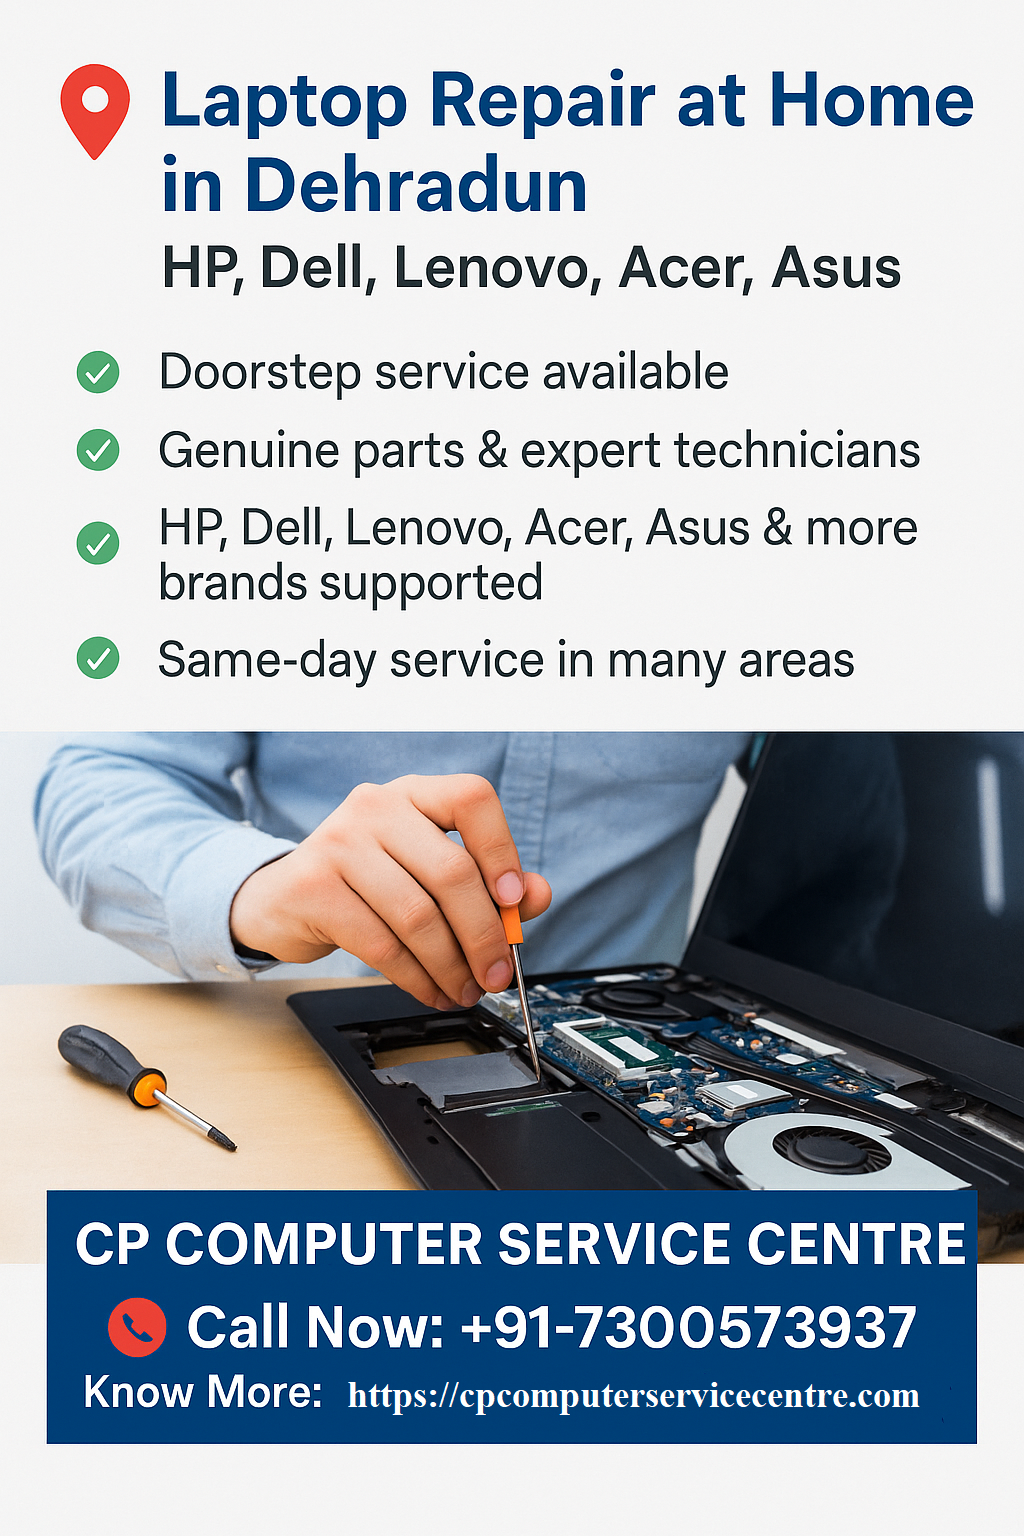 Laptop Repair at Home
in Dehradun
HP, Dell, Lenovo, Acer, Asus
Doorstep service available
Genuine parts & expert technicians
HP, Dell, Lenovo, Acer, Asus & more
brands supported
Same-day service in many areas
CP COMPUTER SERVICE CENTRE
Call Now: +91-7300573937
Know More: https://cpcomputerservicecentre.com